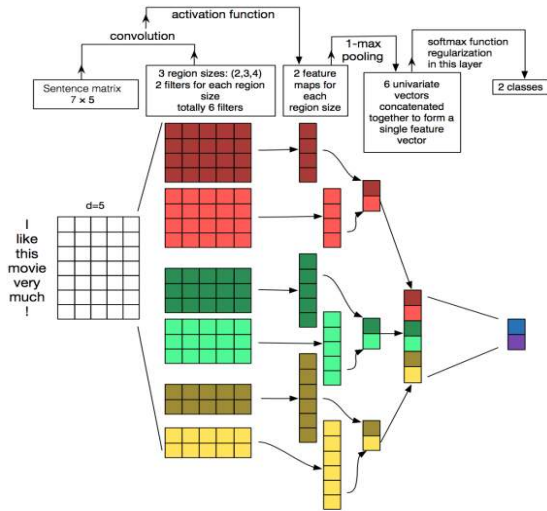 activation function
convolution
1-max
pooling
softmax function
regularization
in this layer
Sentence matrix
7 × 5
3 region sizes: (2,3,4)
2 filters for each region
size
totally 6 filters
2 feature
maps for
each
region size
6 univariate
vectors
concatenated
together to form a
single feature
vector
2 classes
d=5
I
like
this
movie
very
much
!